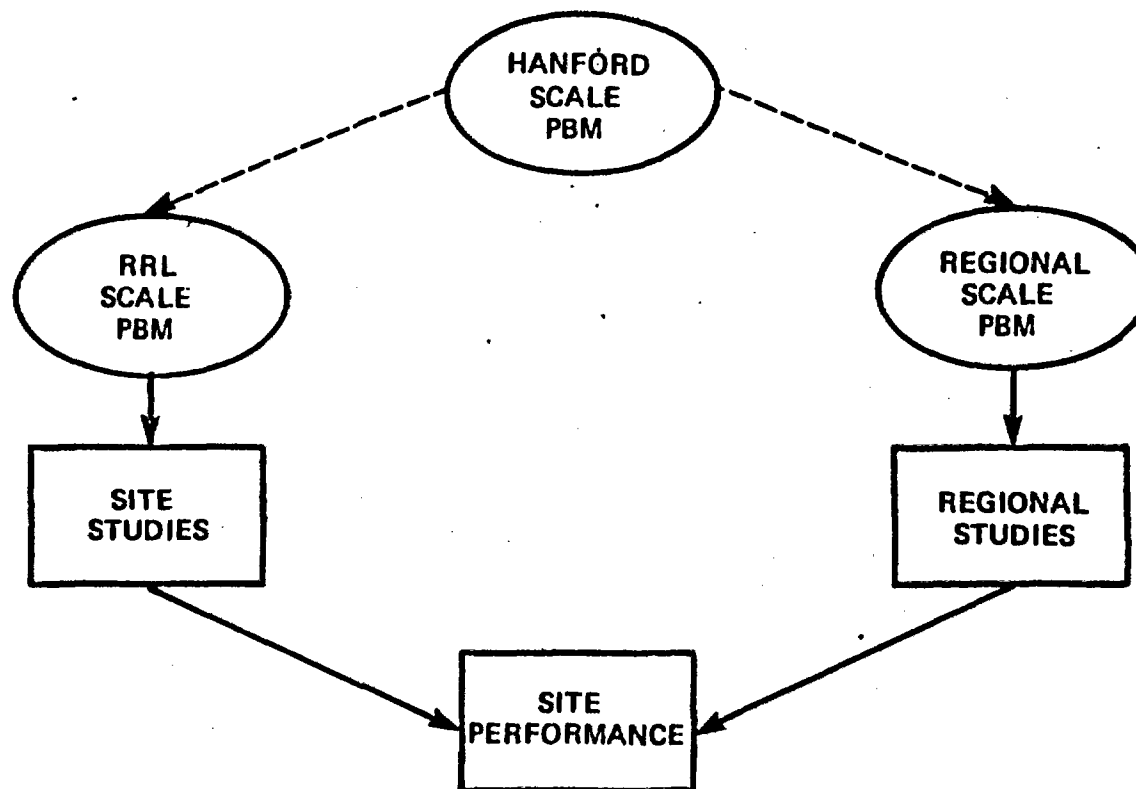 HANFORD
SCALE
PBM
RRL
SCALE
PBM
REGIONAL
SCALE
PBM
SITE
STUDIES
REGIONAL
STUDIES
SITE
PERFORMANCE